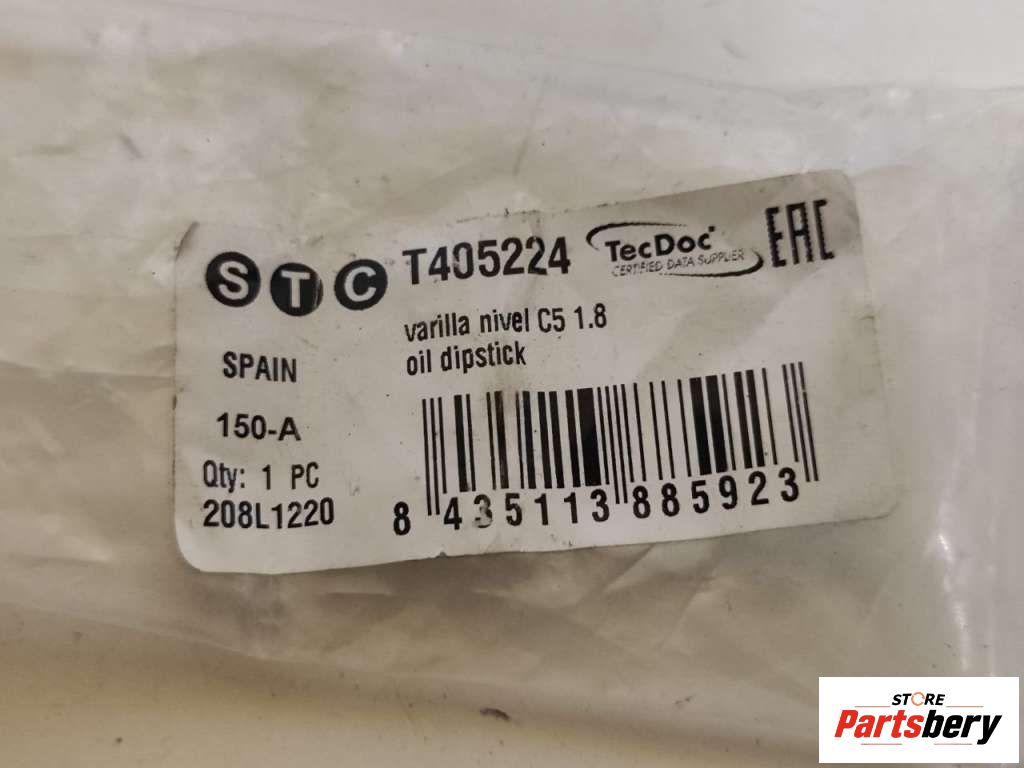 STC T405224 TecDoc EAC
CERTIFIED DATA SUPPLIER
varilla nivel C5 1.8
oil dipstick
SPAIN
150-A
Qty: 1 PC
208L1220
8 435113 885923
STORE
Partsbery